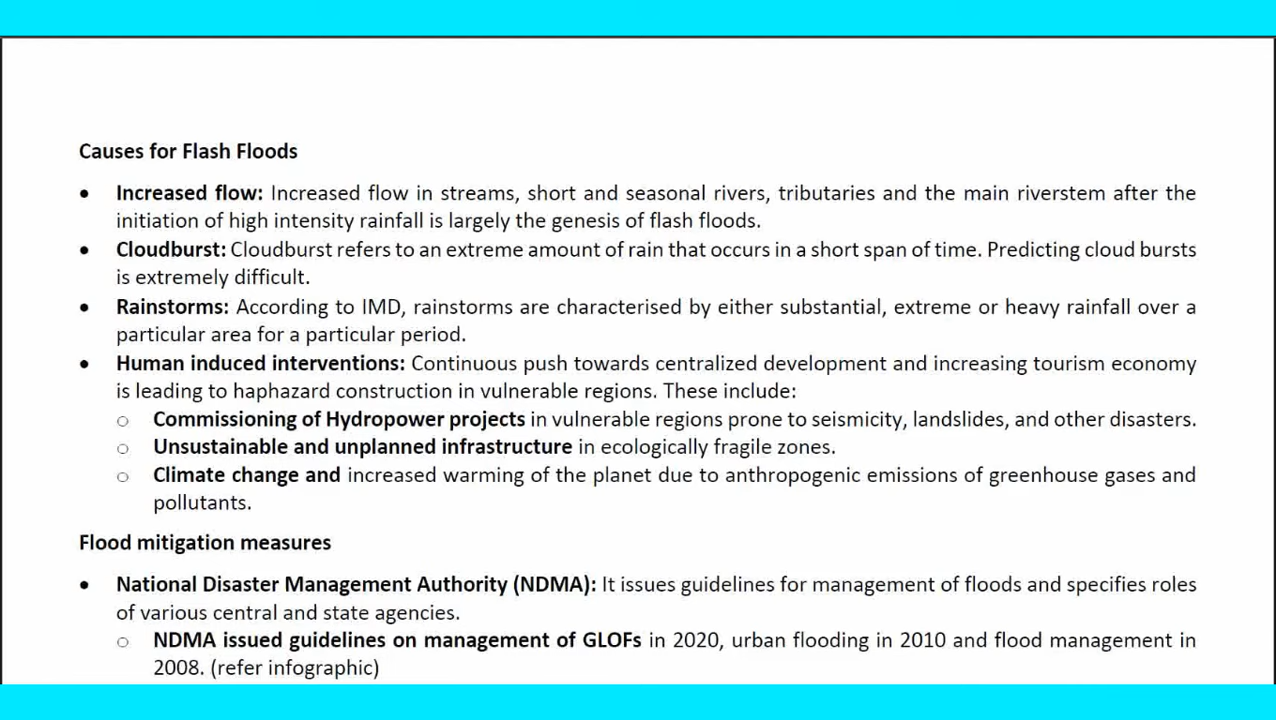 Causes for Flash Floods
• Increased flow: Increased flow in streams, short and seasonal rivers, tributaries and the main riverstem after the
initiation of high intensity rainfall is largely the genesis of flash floods.
• Cloudburst: Cloudburst refers to an extreme amount of rain that occurs in a short span of time. Predicting cloud bursts
is extremely difficult.
• Rainstorms: According to IMD, rainstorms are characterised by either substantial, extreme or heavy rainfall over a
particular area for a particular period.
• Human induced interventions: Continuous push towards centralized development and increasing tourism economy
is leading to haphazard construction in vulnerable regions. These include:
○ Commissioning of Hydropower projects in vulnerable regions prone to seismicity, landslides, and other disasters.
○ Unsustainable and unplanned infrastructure in ecologically fragile zones.
○ Climate change and increased warming of the planet due to anthropogenic emissions of greenhouse gases and
pollutants.
Flood mitigation measures
• National Disaster Management Authority (NDMA): It issues guidelines for management of floods and specifies roles
of various central and state agencies.
○ NDMA issued guidelines on management of GLOFs in 2020, urban flooding in 2010 and flood management in
2008. (refer infographic)